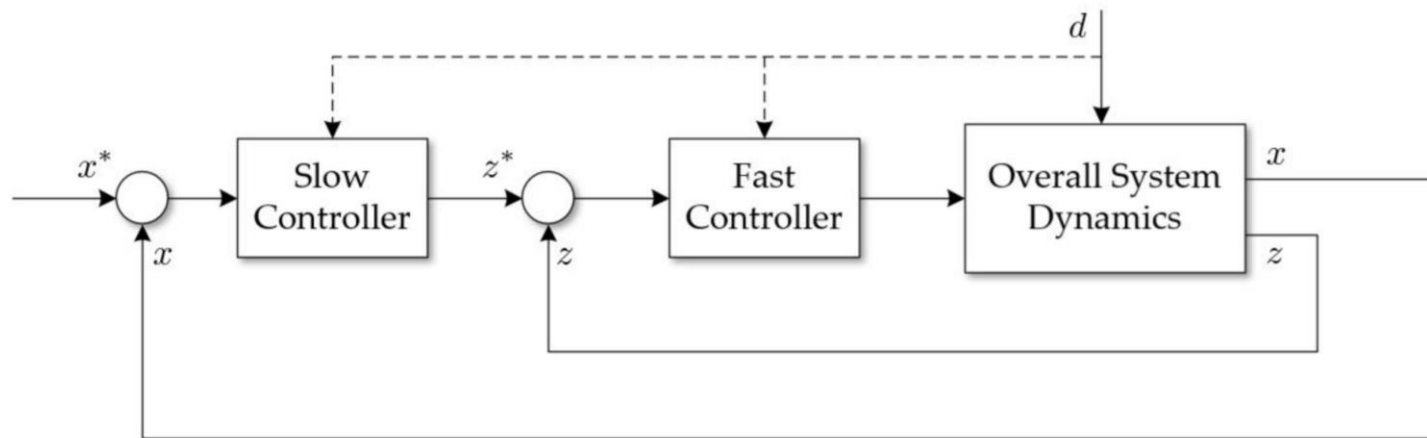 d
x*
Slow
Controller
z*
Fast
Controller
Overall System
Dynamics
x
x
z
z